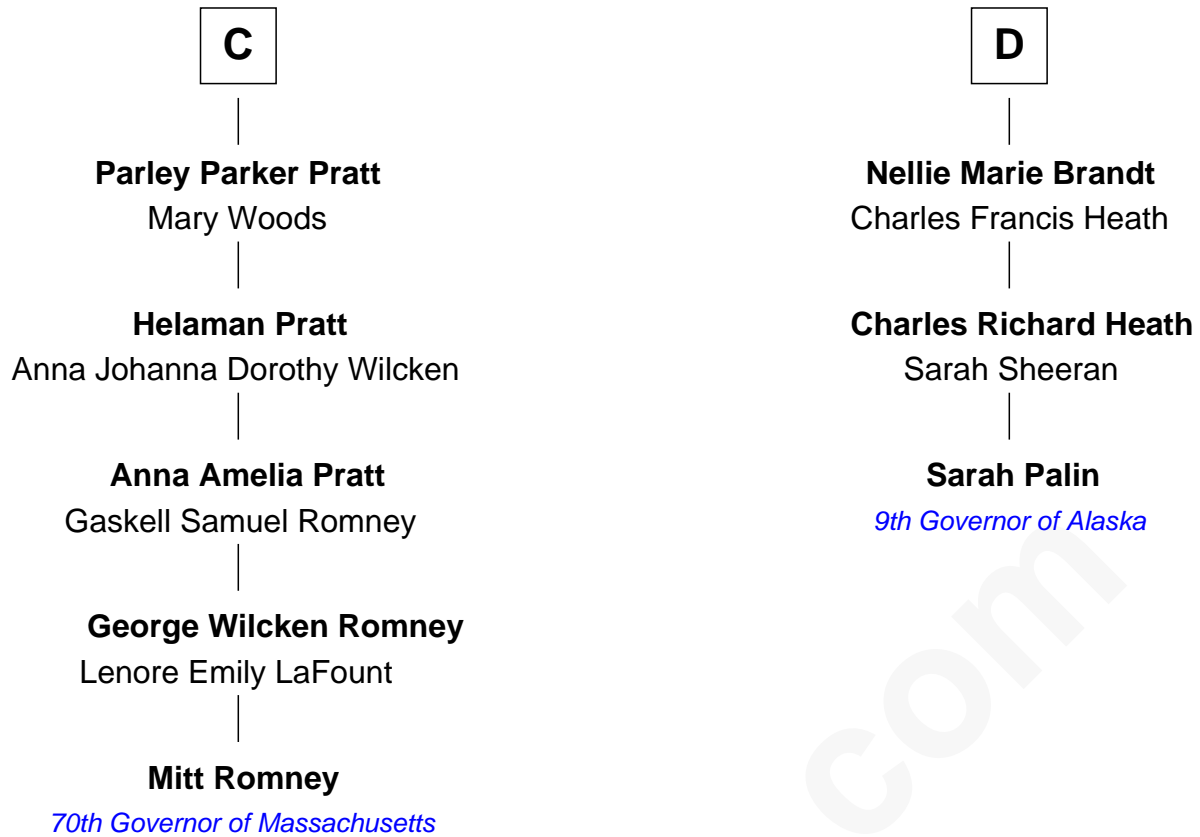 C
Parley Parker Pratt
Mary Woods
Helaman Pratt
Anna Johanna Dorothy Wilcken
Anna Amelia Pratt
Gaskell Samuel Romney
George Wilcken Romney
Lenore Emily LaFount
Mitt Romney
70th Governor of Massachusetts
D
Nellie Marie Brandt
Charles Francis Heath
Charles Richard Heath
Sarah Sheeran
Sarah Palin
9th Governor of Alaska
com